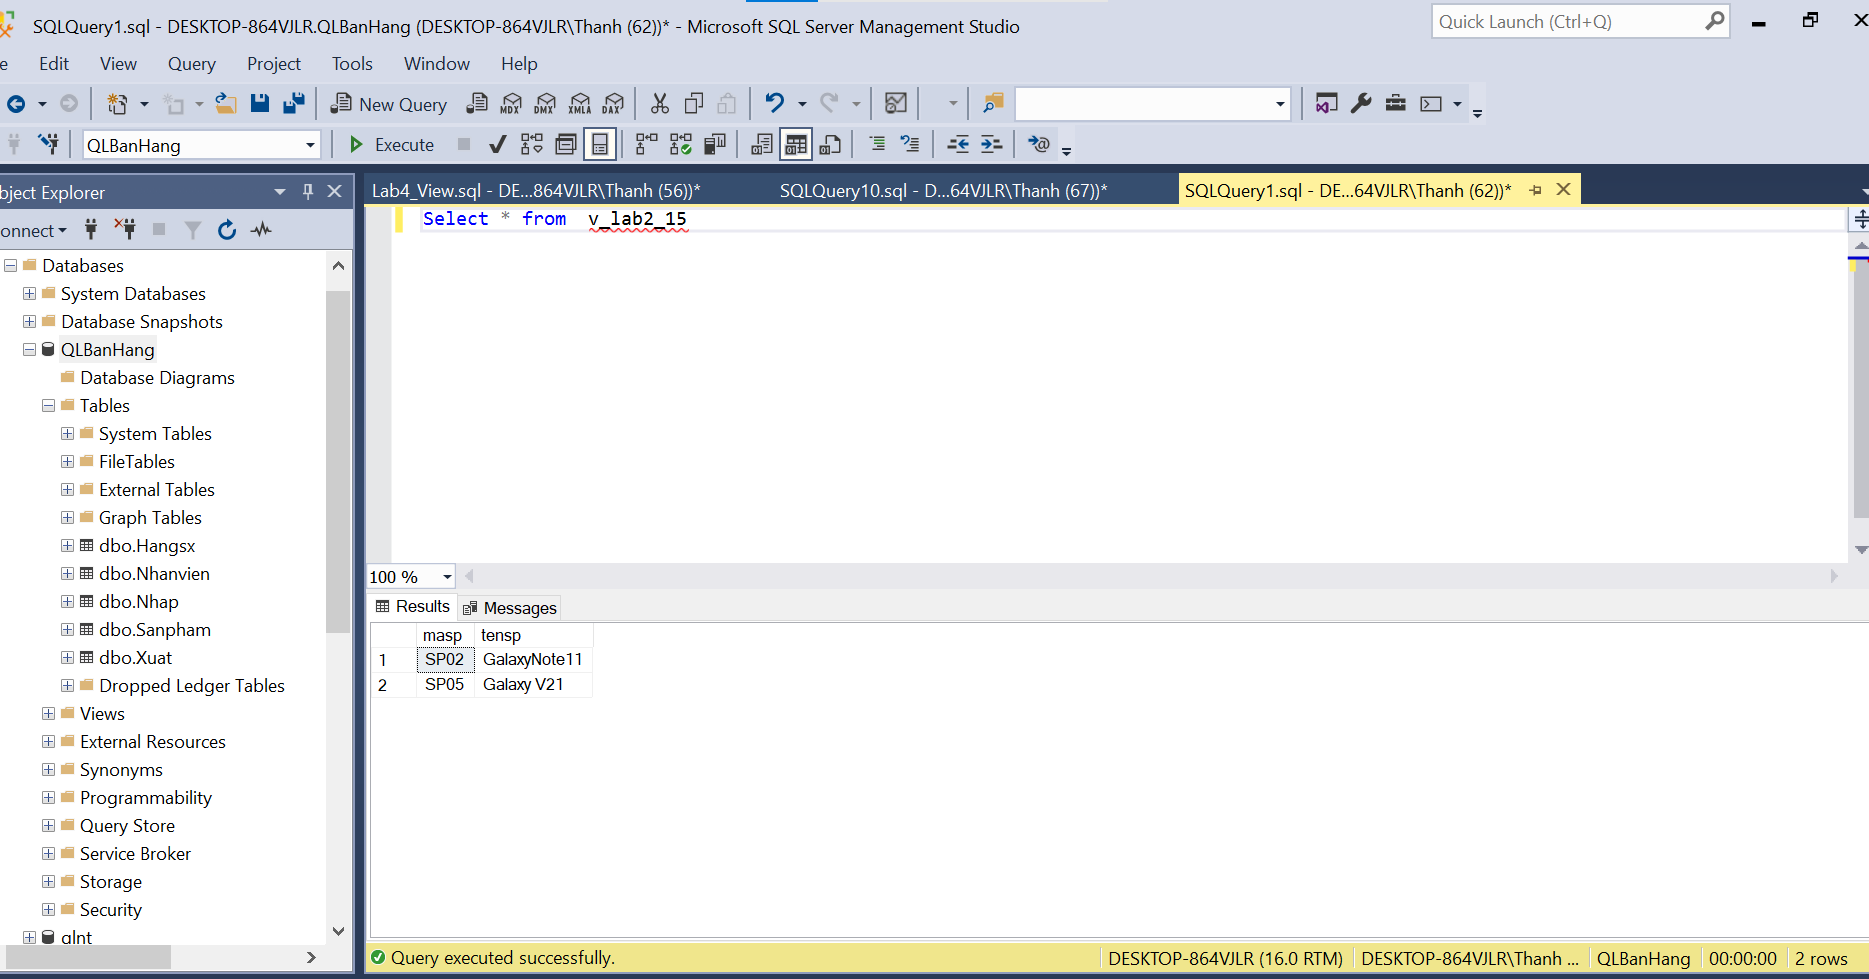 SQLQuery1.sql - DESKTOP-864VJLR.QLBanHang (DESKTOP-864VJLR\Thanh (62))* - Microsoft SQL Server Management Studio
Quick Launch (Ctrl+Q)
e Edit View Query Project Tools Window Help
New Query MDX DMX XMLA DAX
QLBanHang Execute
bject Explorer
Lab4_View.sql - DE...864VJLR\Thanh (56))*
SQLQuery10.sql - D...64VJLR\Thanh (67))*
SQLQuery1.sql - DE...64VJLR\Thanh (62))*
onnect
Databases
System Databases
Database Snapshots
QLBanHang
Database Diagrams
Tables
System Tables
FileTables
External Tables
Graph Tables
dbo.Hangsx
dbo.Nhanvien
dbo.Nhap
dbo.Sanpham
dbo.Xuat
Dropped Ledger Tables
Views
External Resources
Synonyms
Programmability
Query Store
Service Broker
Storage
Security
qlnt
Select * from v_lab2_15
100 %
Results Messages
masp tensp
1 SP02 GalaxyNote11
2 SP05 Galaxy V21
Query executed successfully.
DESKTOP-864VJLR (16.0 RTM) DESKTOP-864VJLR\Thanh ... QLBanHang 00:00:00 2 rows